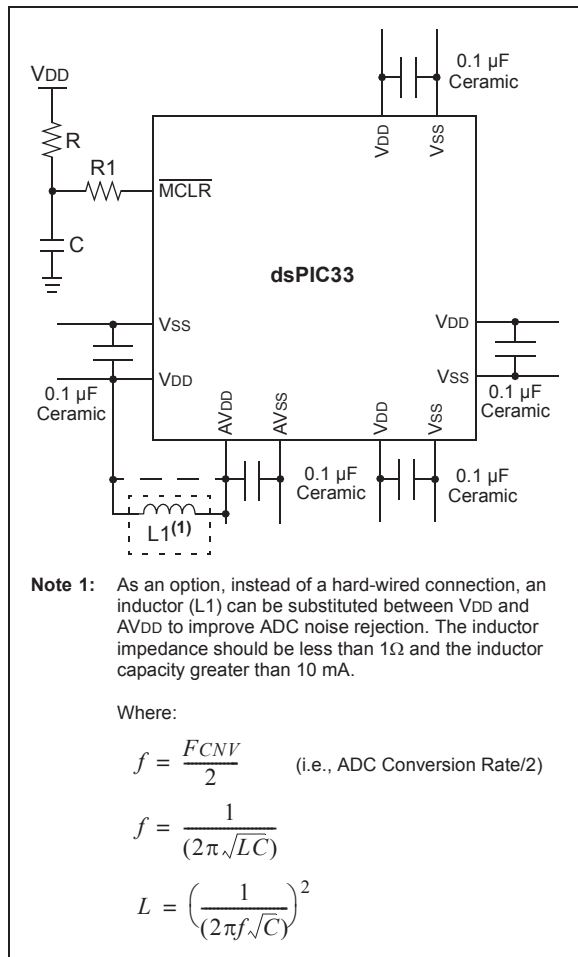 0.1 µF
Ceramic
VDD
R
R1
MCLR
C
VDD
VSS
dsPIC33
VSS
VDD
VDD
VSS
0.1 µF
Ceramic
0.1 µF
Ceramic
AVDD
AVSS
VDD
VSS
0.1 µF
Ceramic
0.1 µF
Ceramic
L1(1)
Note 1: As an option, instead of a hard-wired connection, an
inductor (L1) can be substituted between VDD and
AVDD to improve ADC noise rejection. The inductor
impedance should be less than 1Ω and the inductor
capacity greater than 10 mA.
Where:
f = FCNV / 2 (i.e., ADC Conversion Rate/2)
f = 1 / (2π√LC)
L = (1 / (2πf√C))²